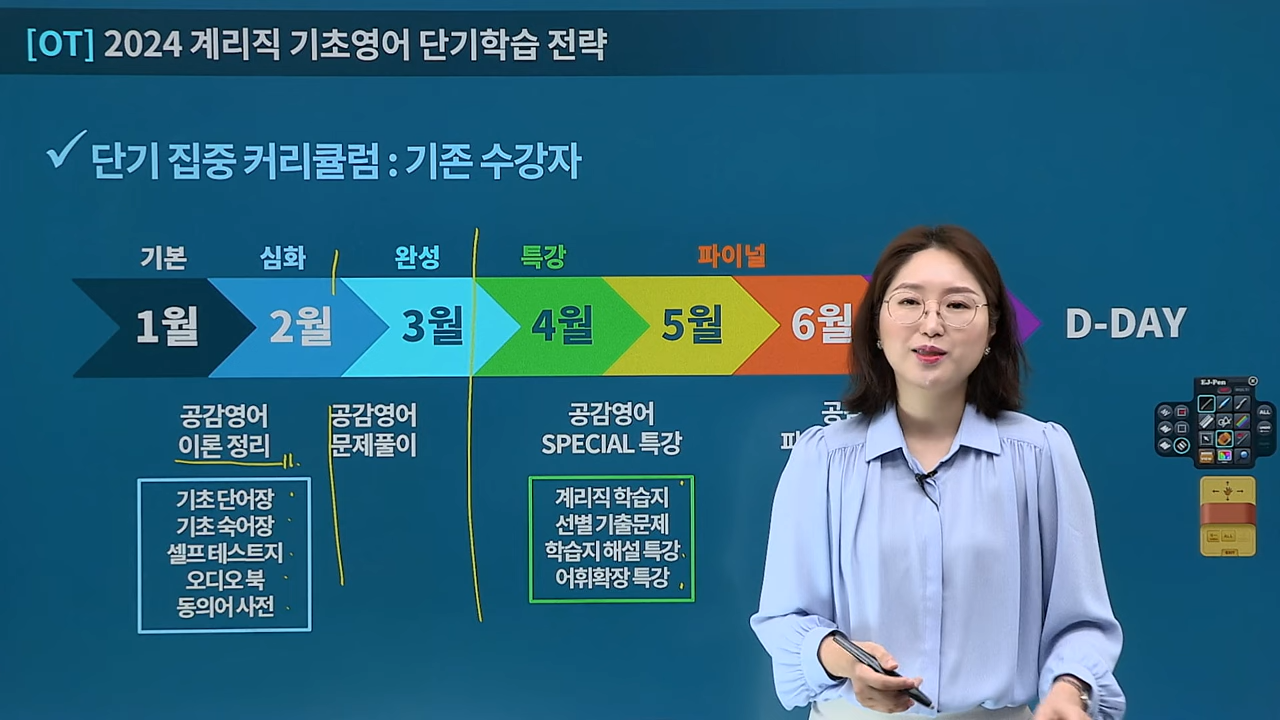 [OT] 2024 계리직 기초영어 단기학습 전략
단기 집중 커리큘럼 : 기존 수강자
기본 심화 완성 특강 파이널
1월 2월 3월 4월 5월 6월 D-DAY
공감영어
이론 정리
공감영어
문제풀이
공감영어
SPECIAL 특강
기초 단어장
기초 숙어장
셀프 테스트지
오디오 북
동의어 사전
계리직 학습지
선별 기출문제
학습지 해설 특강
어휘확장 특강
EJ-Pen
ALL